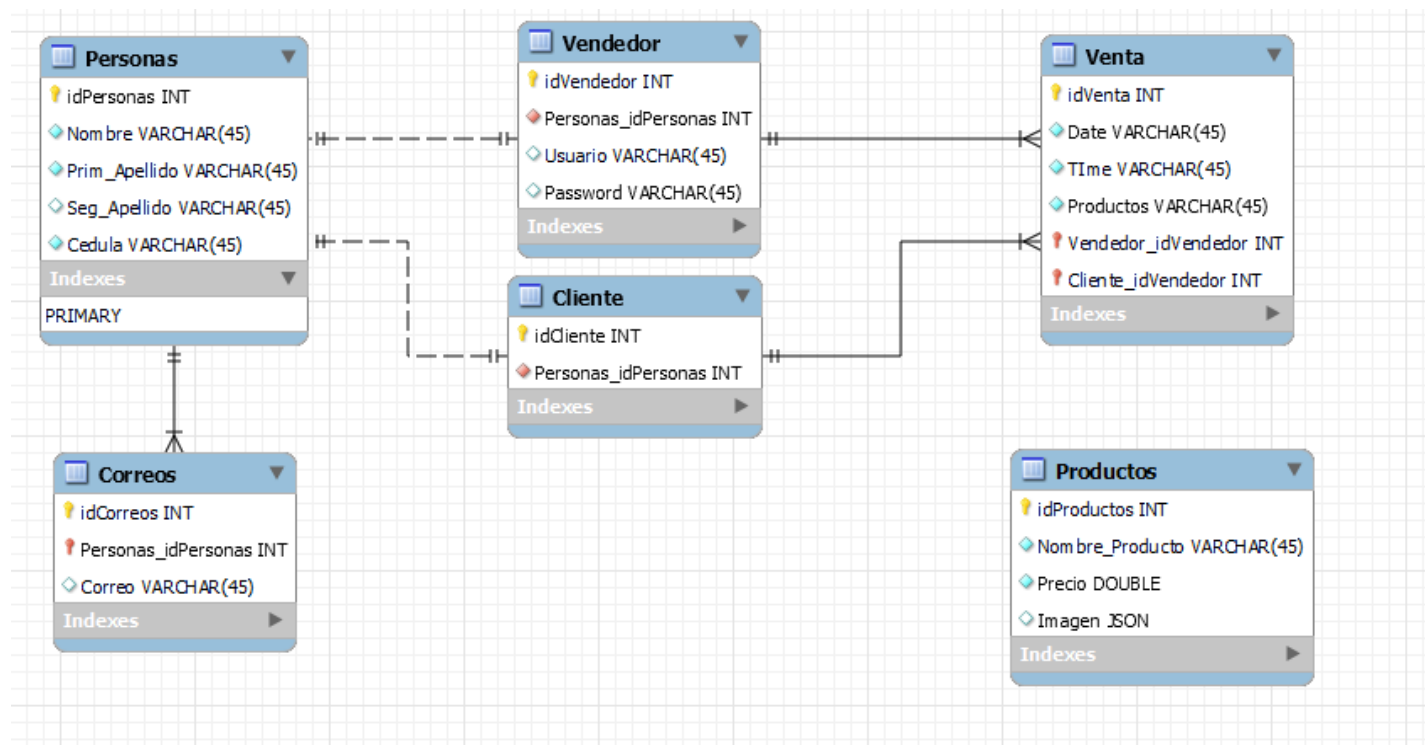 Personas
idPersonas INT
Nombre VARCHAR(45)
Prim_Apellido VARCHAR(45)
Seg_Apellido VARCHAR(45)
Cedula VARCHAR(45)
Indexes
PRIMARY
Vendedor
idVendedor INT
Personas_idPersonas INT
Usuario VARCHAR(45)
Password VARCHAR(45)
Indexes
Venta
idVenta INT
Date VARCHAR(45)
TIme VARCHAR(45)
Productos VARCHAR(45)
Vendedor_idVendedor INT
Cliente_idVendedor INT
Indexes
Cliente
idCliente INT
Personas_idPersonas INT
Indexes
Correos
idCorreos INT
Personas_idPersonas INT
Correo VARCHAR(45)
Indexes
Productos
idProductos INT
Nombre_Producto VARCHAR(45)
Precio DOUBLE
Imagen JSON
Indexes